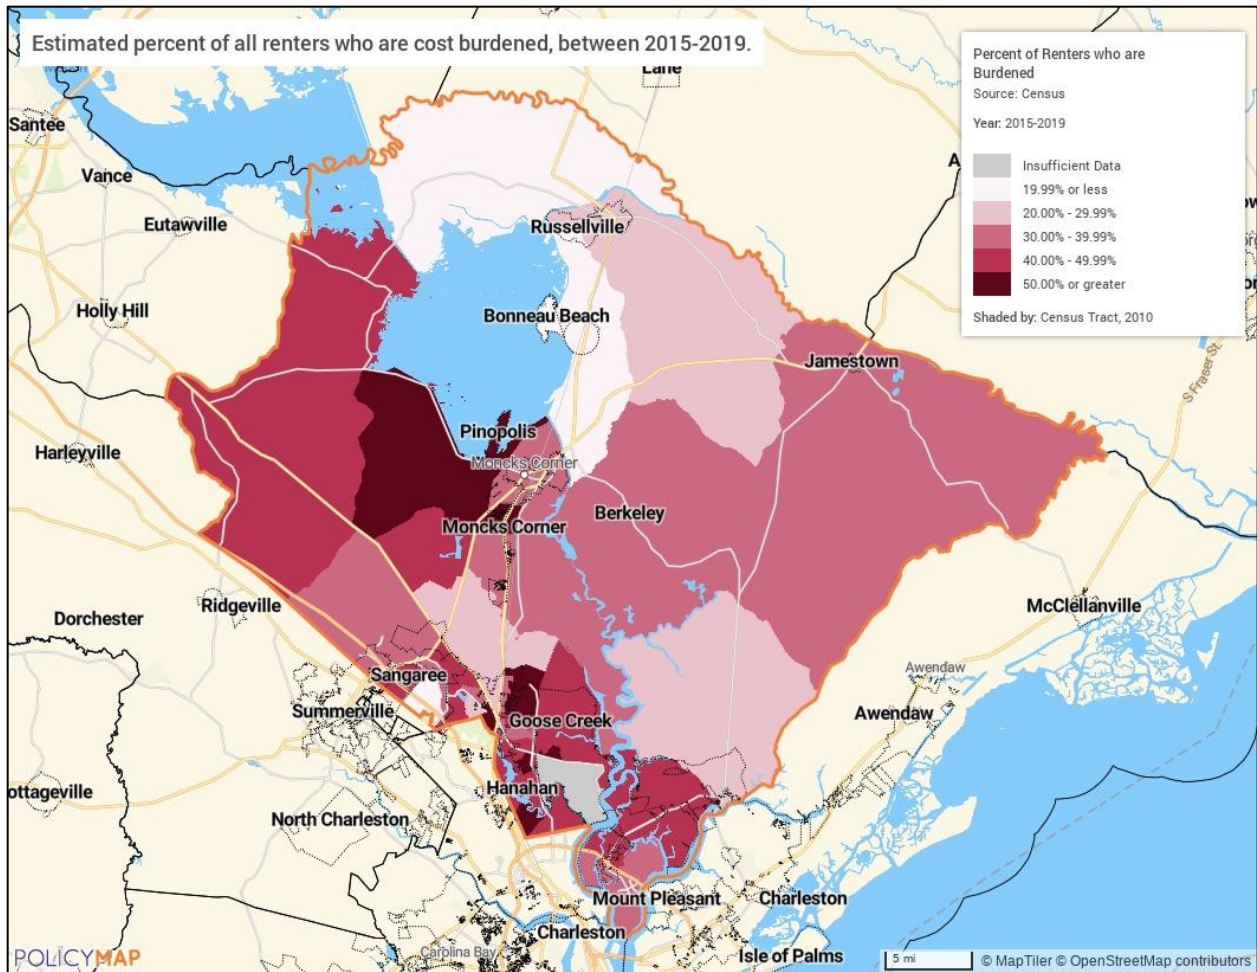 Estimated percent of all renters who are cost burdened, between 2015-2019.
Percent of Renters who are
Burdened
Source: Census
Year: 2015-2019
Insufficient Data
19.99% or less
20.00% - 29.99%
30.00% - 39.99%
40.00% - 49.99%
50.00% or greater
Shaded by: Census Tract, 2010
Lane
Santee
Vance
Eutawville
Russellville
Holly Hill
Bonneau Beach
Jamestown
S Fraser St
Pinopolis
Harleyville
Moncks Corner
Berkeley
Moncks Corner
Ridgeville
Dorchester
McClellanville
Awendaw
Sangaree
Summerville
Goose Creek
Awendaw
Hanahan
ottageville
North Charleston
Mount Pleasant
Charleston
Charleston
Carolina Bay
Isle of Palms
POLICYMAP
5 mi
© MapTiler © OpenStreetMap contributors